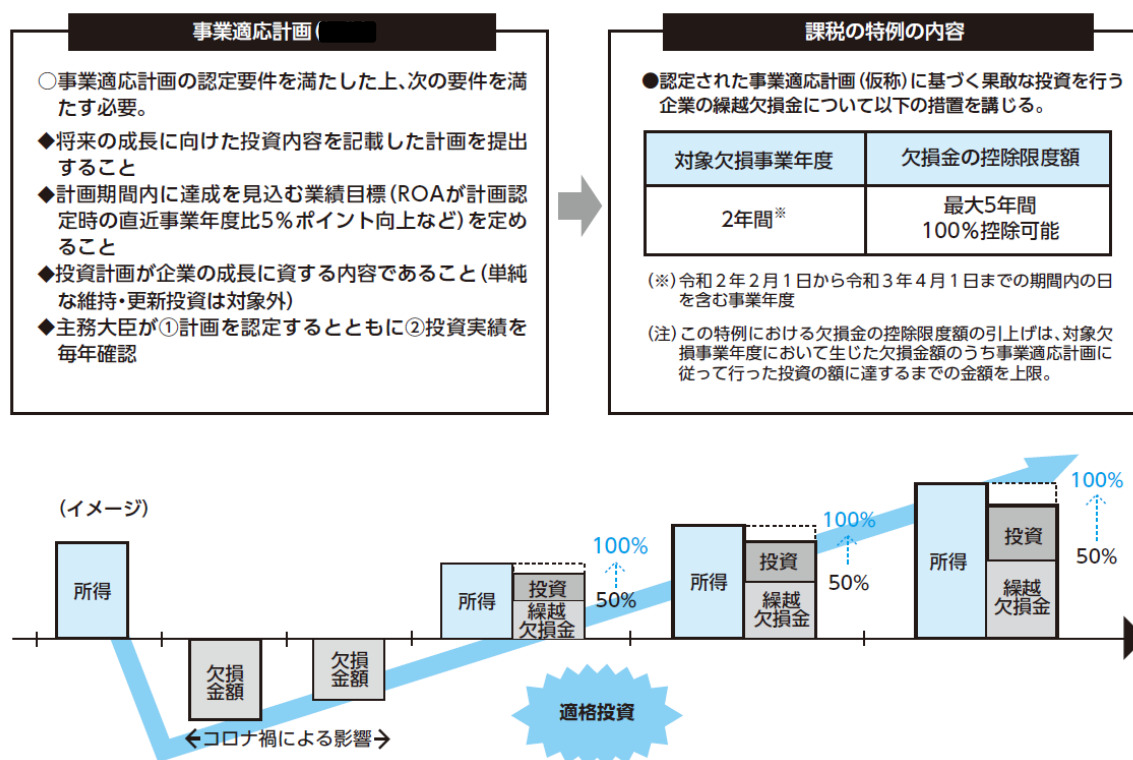 事業適応計画(
○事業適応計画の認定要件を満たした上、次の要件を満
たす必要。
◆将来の成長に向けた投資内容を記載した計画を提出
すること
◆計画期間内に達成を見込む業績目標(ROAが計画認
定時の直近事業年度比5%ポイント向上など)を定め
ること
◆投資計画が企業の成長に資する内容であること(単純
な維持・更新投資は対象外)
◆主務大臣が①計画を認定するとともに②投資実績を
毎年確認
課税の特例の内容
●認定された事業適応計画(仮称)に基づく果敢な投資を行う
企業の繰越欠損金について以下の措置を講じる。
対象欠損事業年度
欠損金の控除限度額
2年間※
最大5年間
100%控除可能
(※)令和2年2月1日から令和3年4月1日までの期間内の日
を含む事業年度
(注)この特例における欠損金の控除限度額の引上げは、対象欠
損事業年度において生じた欠損金額のうち事業適応計画に
従って行った投資の額に達するまでの金額を上限。
(イメージ)
所得
欠損
金額
欠損
金額
←コロナ禍による影響→
所得
投資
繰越
欠損金
100%
50%
適格投資
所得
投資
繰越
欠損金
100%
50%
所得
投資
繰越
欠損金
100%
50%